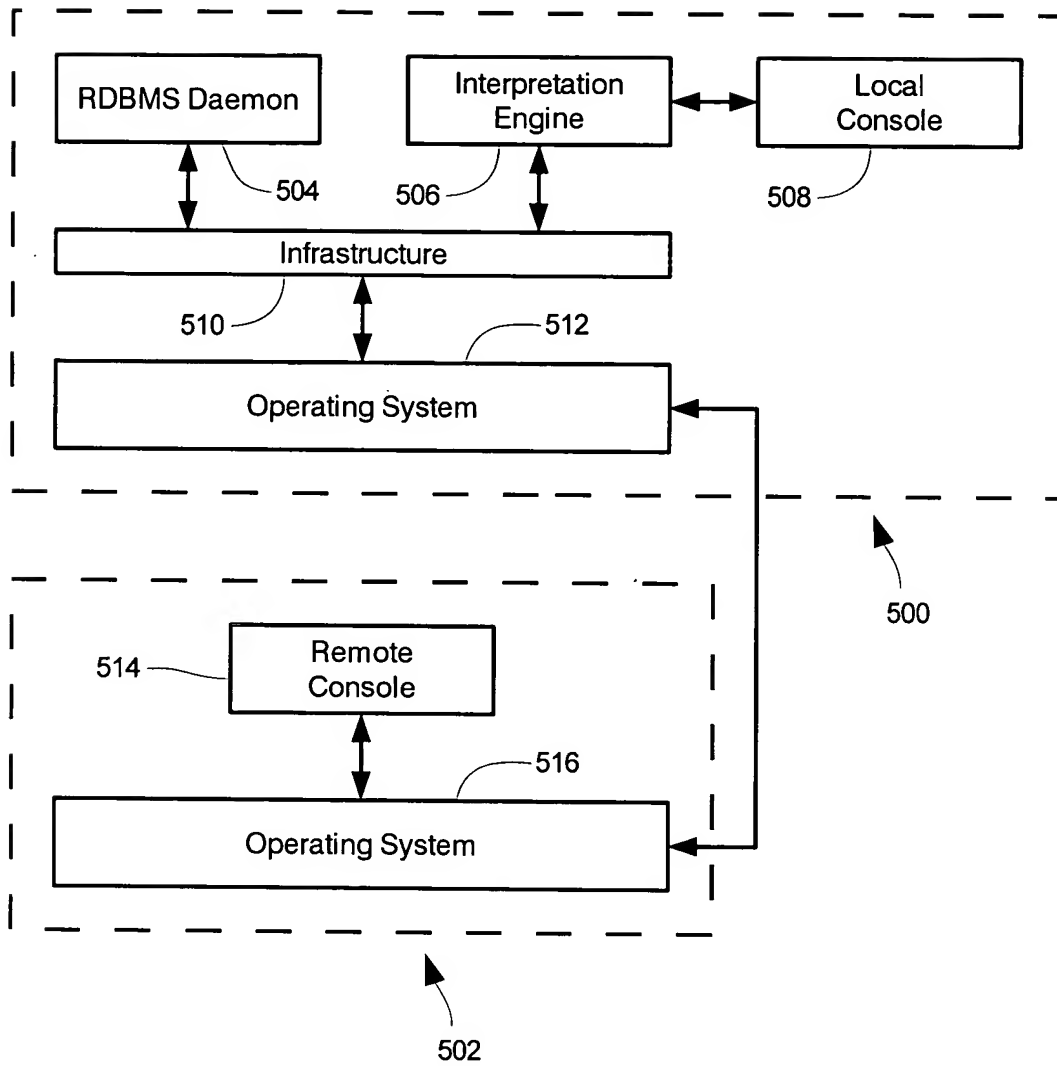 RDBMS Daemon
Interpretation
Engine
Local
Console
504
506
508
Infrastructure
510
512
Operating System
500
514
Remote
Console
516
Operating System
502